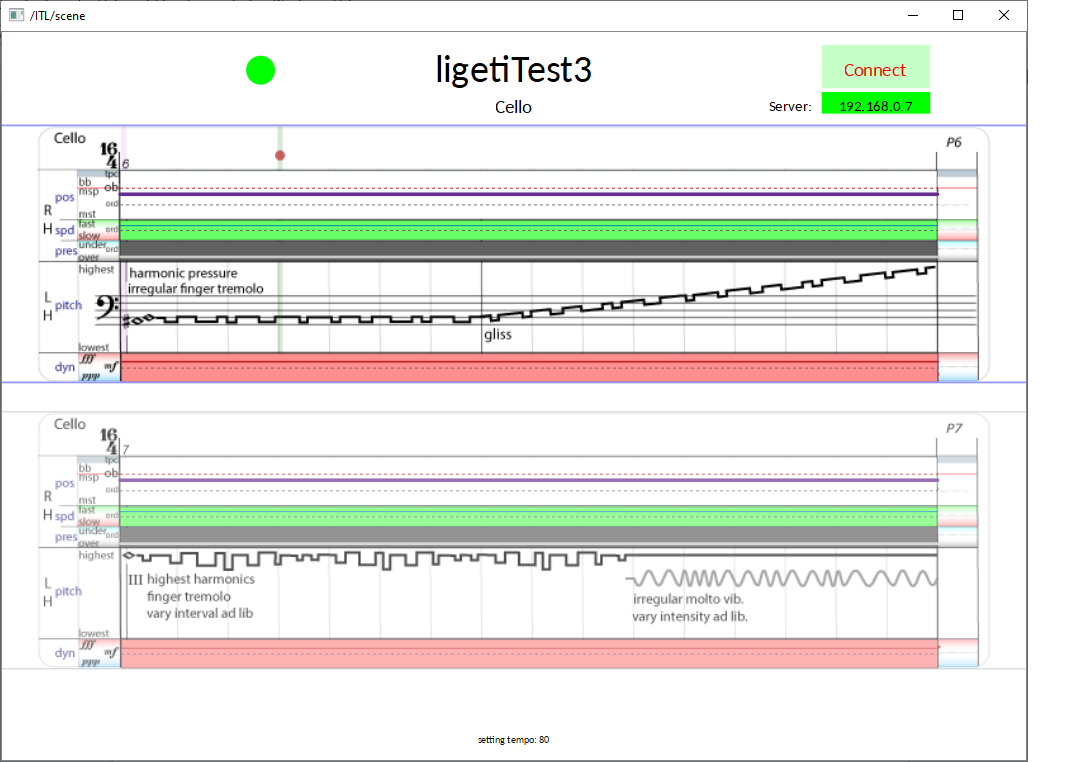 /ITL/scene
ligetiTest3
Connect
Cello
Server:
192.168.0.7
Cello
16
4
6
P6
tpc
bb
ob
msp
pos
ord
R
mst
H
fast
spd
ord
slow
under
pres
ord
over
highest
harmonic pressure
irregular finger tremolo
L
pitch
H
gliss
lowest
fff
dyn
mf
ppp
Cello
16
4
7
P7
tpc
bb
ob
msp
pos
ord
R
mst
H
fast
spd
ord
slow
under
pres
ord
over
highest
III highest harmonics
L
pitch
finger tremolo
irregular molto vib.
H
vary interval ad lib
vary intensity ad lib.
lowest
fff
dyn
mf
ppp
setting tempo: 80